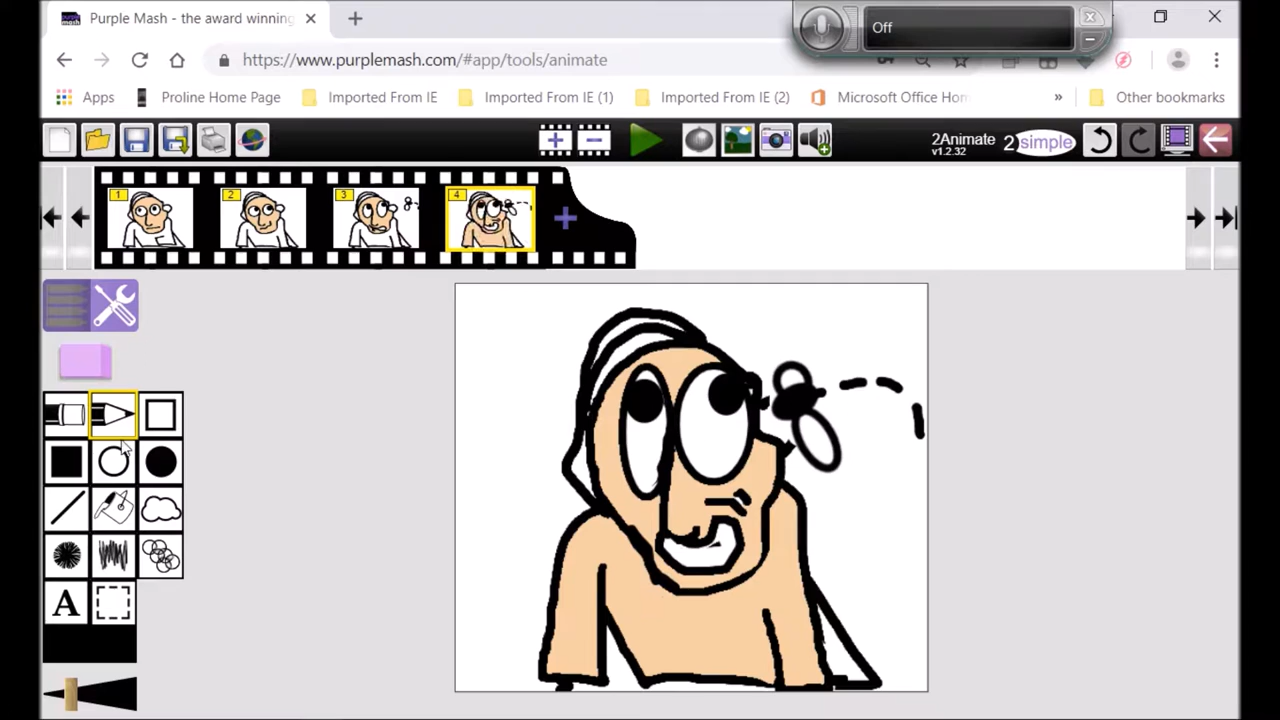 Purple Mash - the award winning
Off
https://www.purplemash.com/#app/tools/animate
Apps Proline Home Page Imported From IE Imported From IE (1) Imported From IE (2) Microsoft Office Hom » Other bookmarks
2Animate
v1.2.32
2simple
1 2 3 4
A